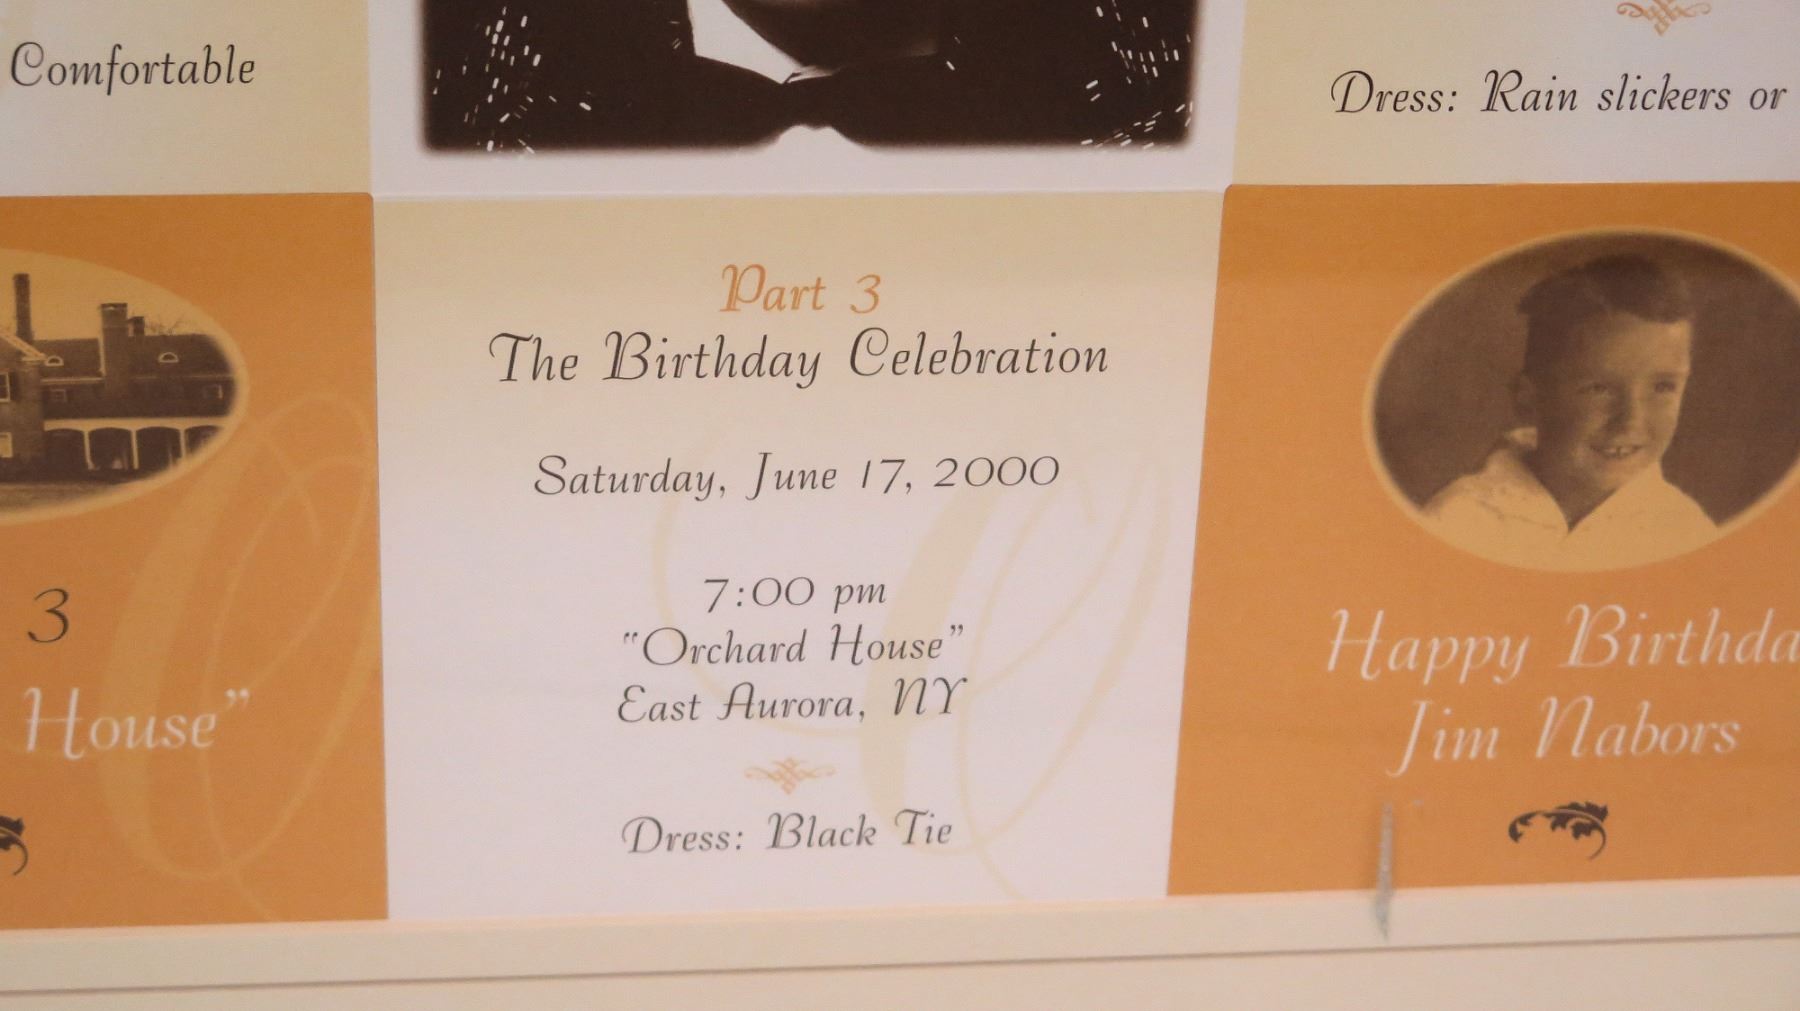 Comfortable
Dress: Rain slickers or
Part 3
The Birthday Celebration
Saturday, June 17, 2000
7:00 pm
"Orchard House"
East Aurora, NY
Dress: Black Tie
3
House"
Happy Birthda
Jim Nabors